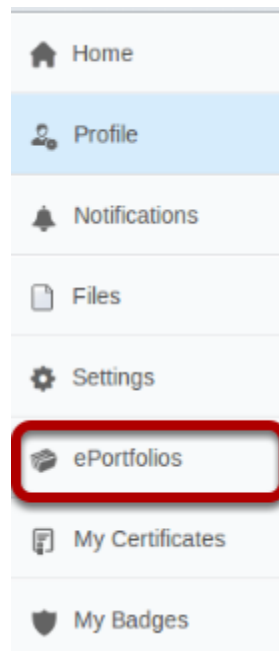 Home
Profile
Notifications
Files
Settings
ePortfolios
My Certificates
My Badges